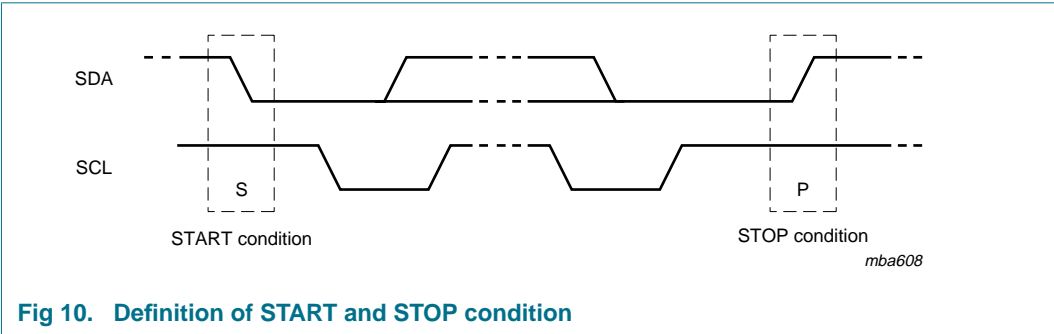 SDA
SCL
S
P
START condition
STOP condition
mba608
Fig 10. Definition of START and STOP condition